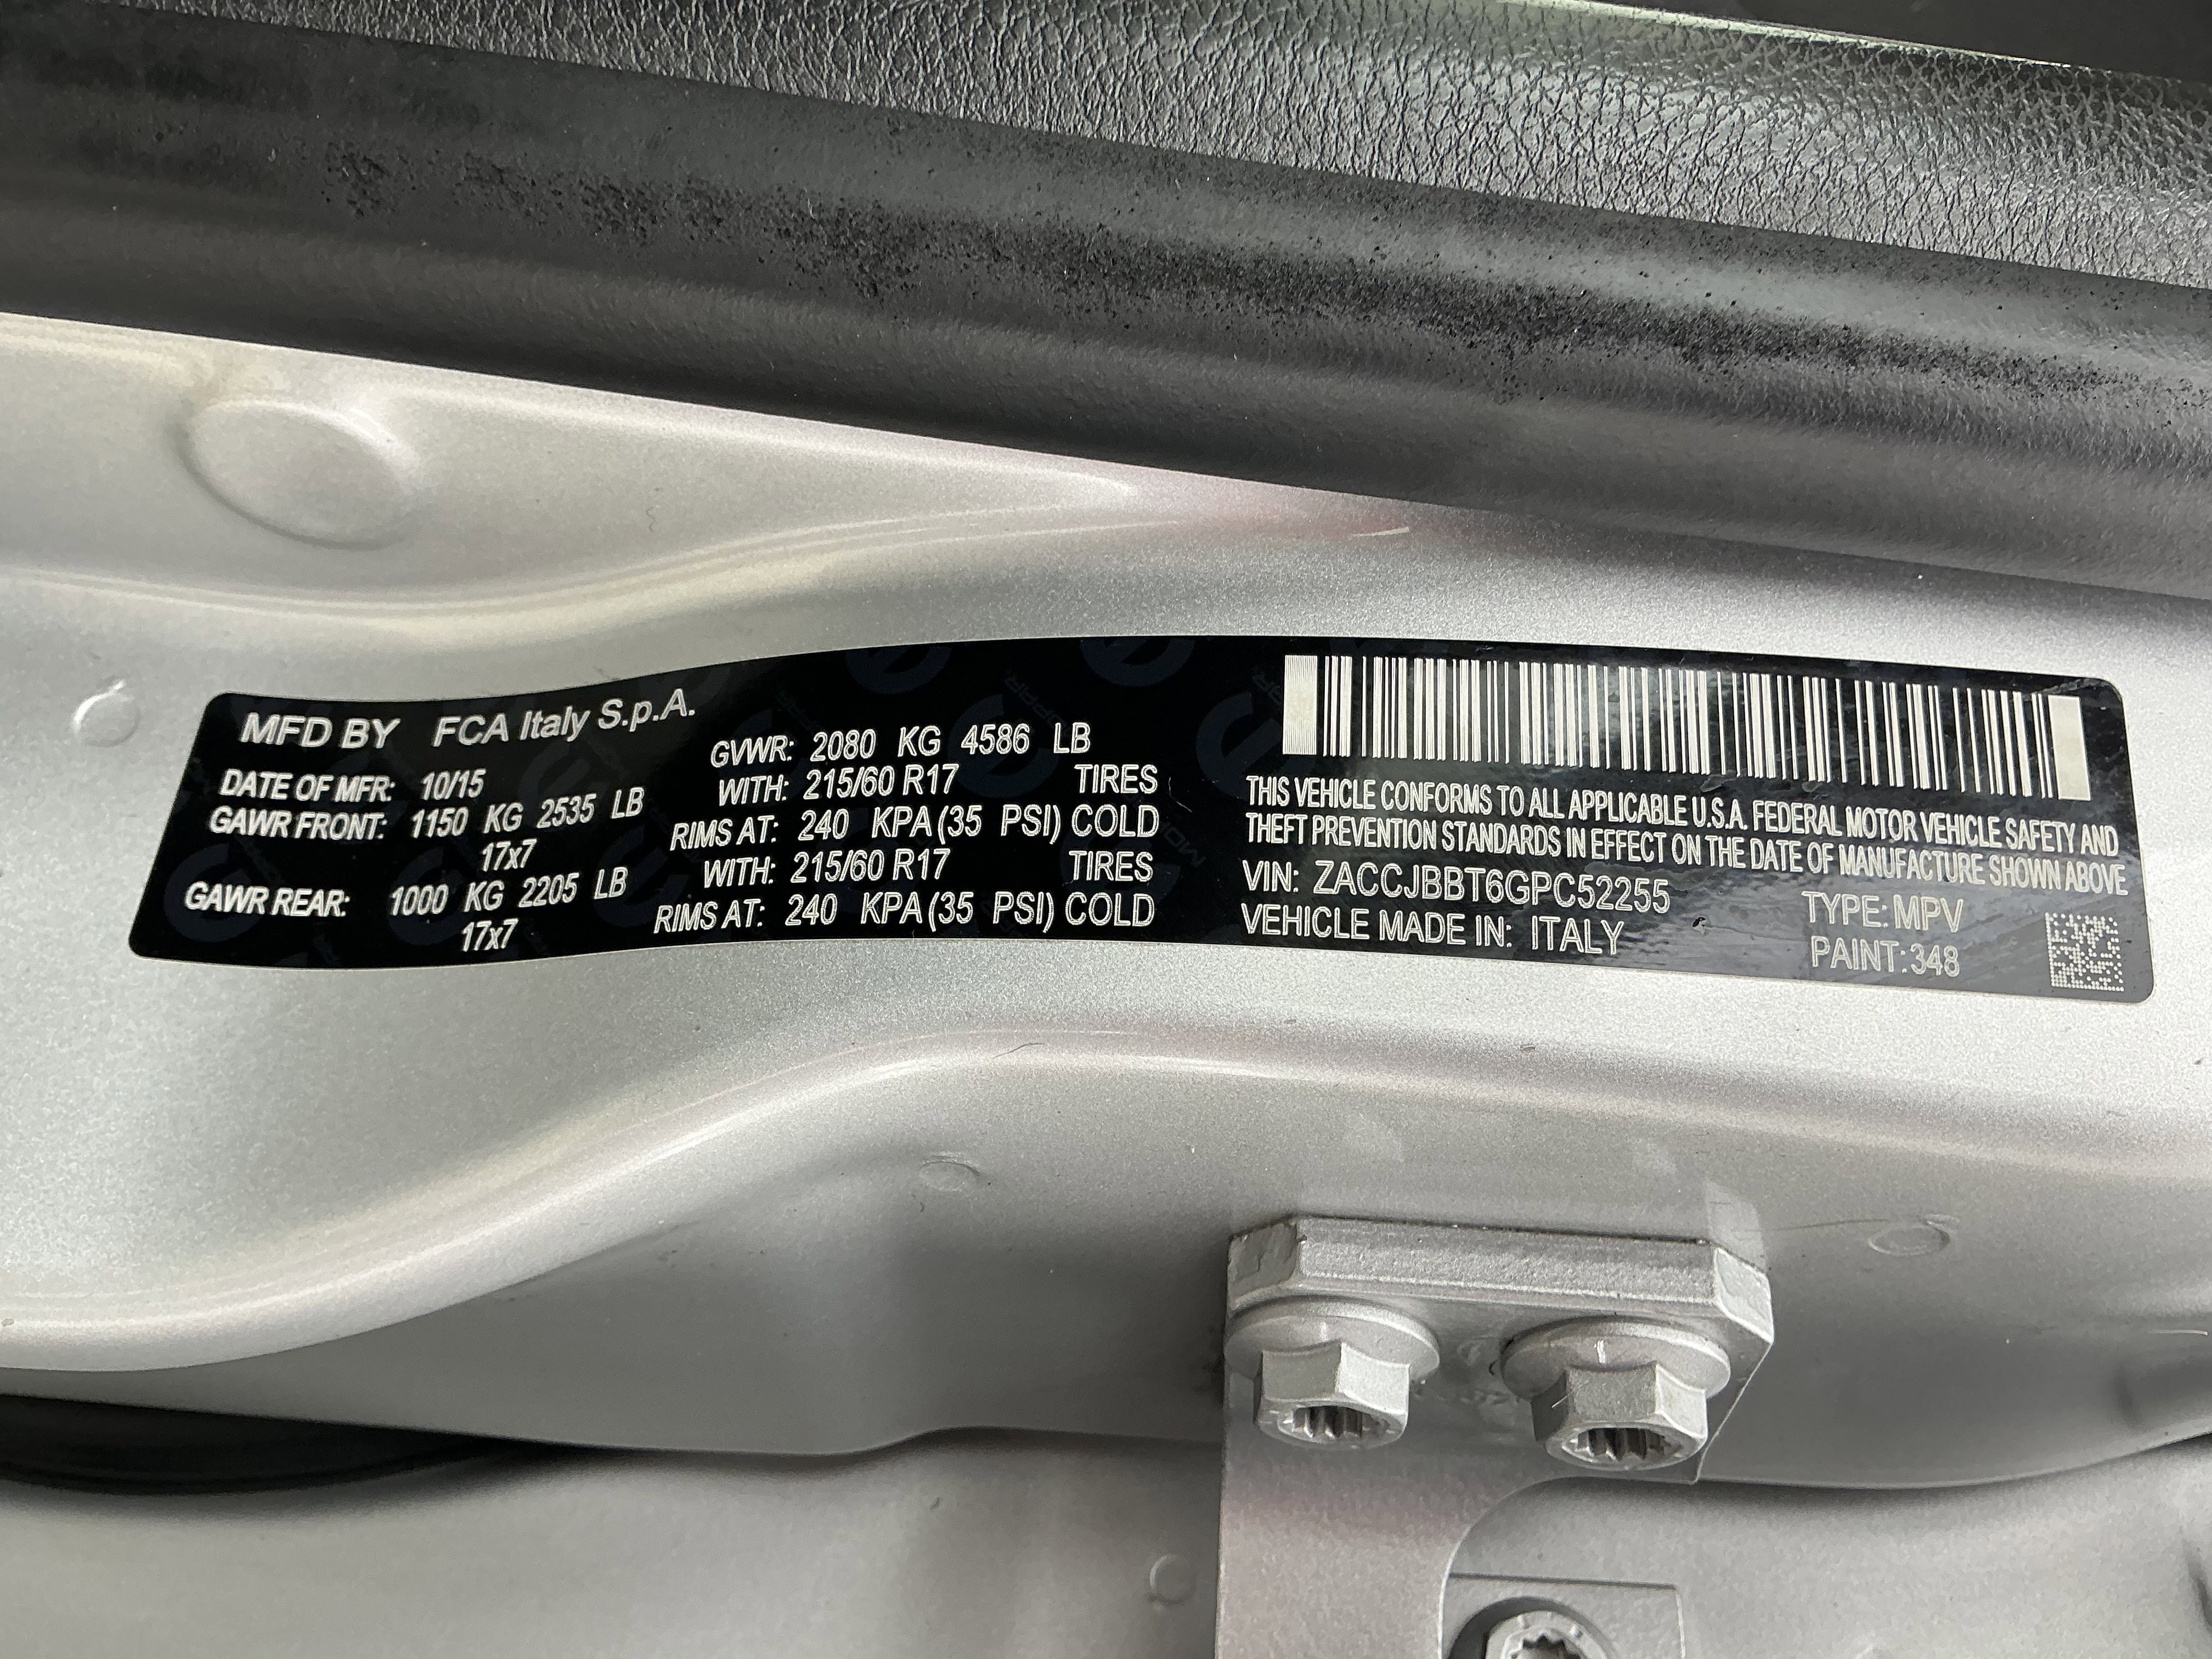 MFD BY FCA Italy S.p.A.
DATE OF MFR: 10/15
GAWR FRONT: 1150 KG 2535 LB
17x7
GAWR REAR: 1000 KG 2205 LB
17x7
GVWR: 2080 KG 4586 LB
WITH: 215/60 R17 TIRES
RIMS AT: 240 KPA(35 PSI) COLD
WITH: 215/60 R17 TIRES
RIMS AT: 240 KPA(35 PSI) COLD
THIS VEHICLE CONFORMS TO ALL APPLICABLE U.S.A. FEDERAL MOTOR VEHICLE SAFETY AND
THEFT PREVENTION STANDARDS IN EFFECT ON THE DATE OF MANUFACTURE SHOWN ABOVE
VIN: ZACCJBBT6GPC52255
VEHICLE MADE IN: ITALY
TYPE: MPV
PAINT: 348